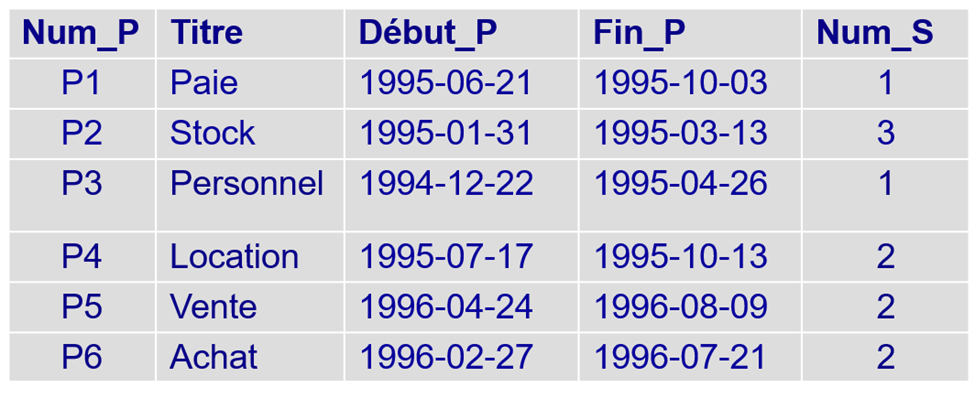 Num_P Titre Début_P Fin_P Num_S
P1 Paie 1995-06-21 1995-10-03 1
P2 Stock 1995-01-31 1995-03-13 3
P3 Personnel 1994-12-22 1995-04-26 1
P4 Location 1995-07-17 1995-10-13 2
P5 Vente 1996-04-24 1996-08-09 2
P6 Achat 1996-02-27 1996-07-21 2